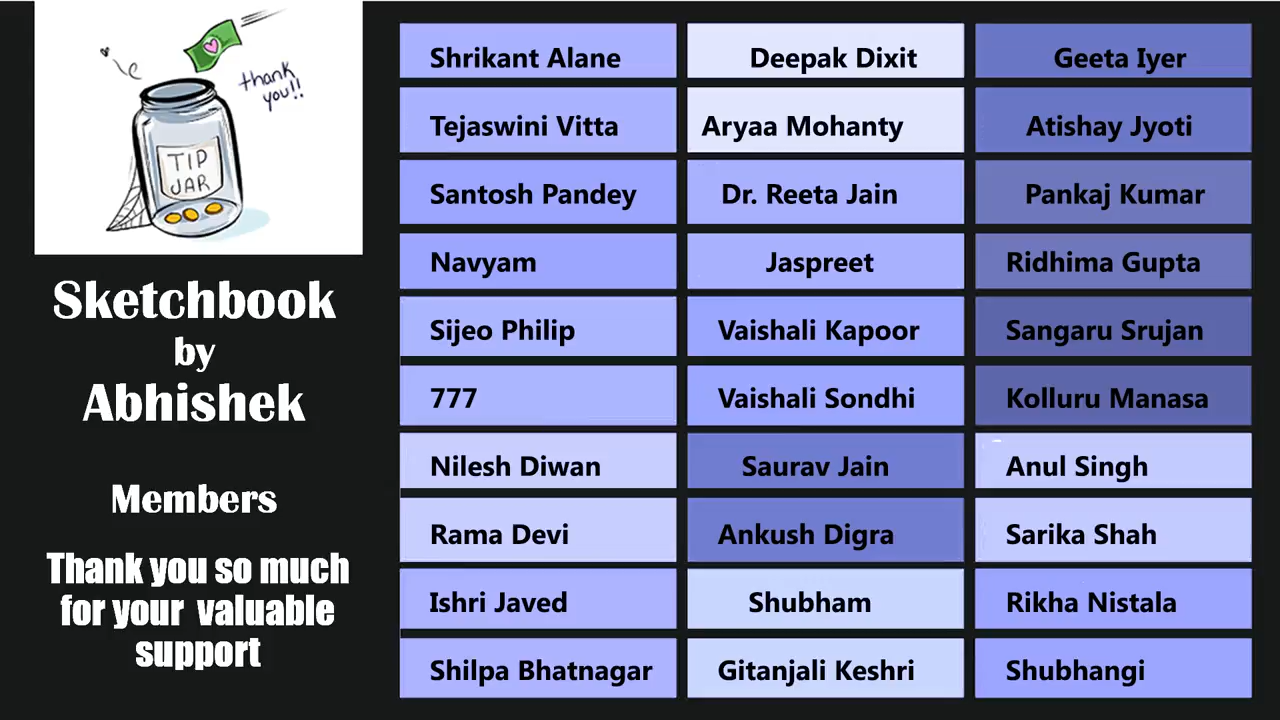 thank
you!!
TIP
JAR
Sketchbook
by
Abhishek
Members
Thank you so much
for your valuable
support
Shrikant Alane
Tejaswini Vitta
Santosh Pandey
Navyam
Sijeo Philip
777
Nilesh Diwan
Rama Devi
Ishri Javed
Shilpa Bhatnagar
Deepak Dixit
Aryaa Mohanty
Dr. Reeta Jain
Jaspreet
Vaishali Kapoor
Vaishali Sondhi
Saurav Jain
Ankush Digra
Shubham
Gitanjali Keshri
Geeta Iyer
Atishay Jyoti
Pankaj Kumar
Ridhima Gupta
Sangaru Srujan
Kolluru Manasa
Anul Singh
Sarika Shah
Rikha Nistala
Shubhangi